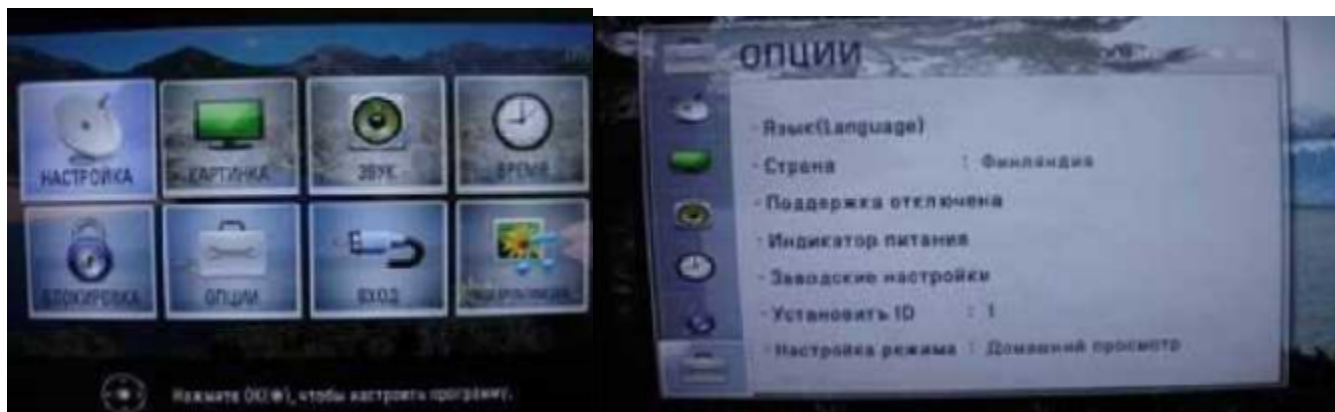 НАСТРОЙКА КАРТИНКА ЗВУК ВРЕМЯ
БЛОКИРОВКА ОПЦИИ ВХОД
Нажмите OK(◉), чтобы настроить программу.
ОПЦИИ
· Язык(Language)
· Страна : Финляндия
· Поддержка отключена
· Индикатор питания
· Заводские настройки
· Установить ID : 1
· Настройка режима : Домашний просмотр